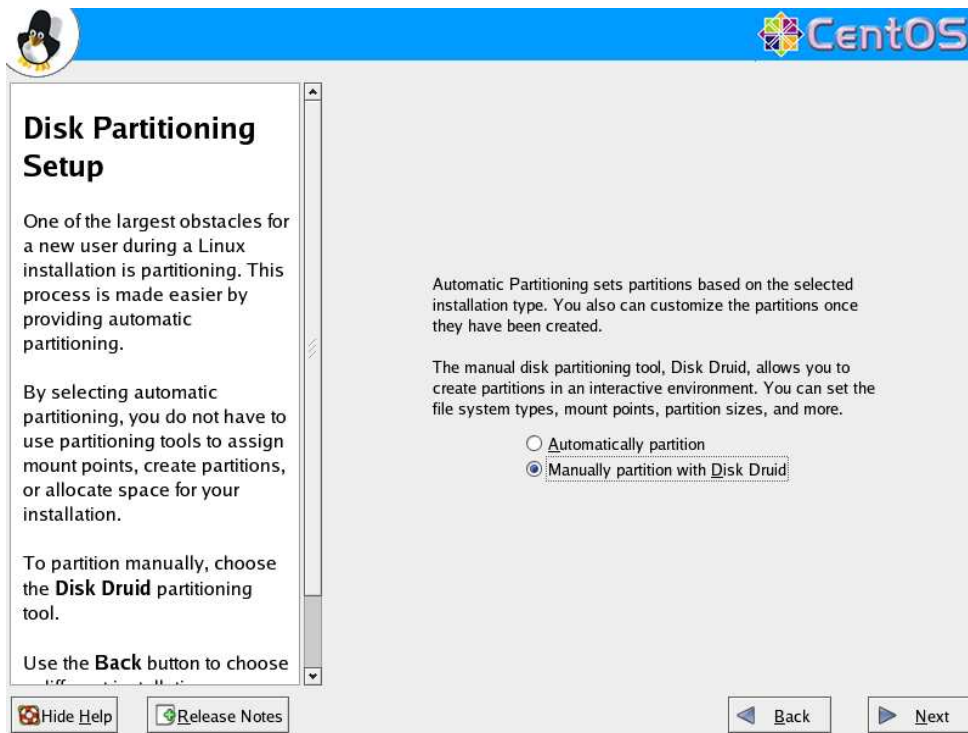 CentOS
Disk Partitioning
Setup
One of the largest obstacles for
a new user during a Linux
installation is partitioning. This
process is made easier by
providing automatic
partitioning.
By selecting automatic
partitioning, you do not have to
use partitioning tools to assign
mount points, create partitions,
or allocate space for your
installation.
To partition manually, choose
the Disk Druid partitioning
tool.
Use the Back button to choose
Automatic Partitioning sets partitions based on the selected
installation type. You also can customize the partitions once
they have been created.
The manual disk partitioning tool, Disk Druid, allows you to
create partitions in an interactive environment. You can set the
file system types, mount points, partition sizes, and more.
Automatically partition
Manually partition with Disk Druid
Hide Help
Release Notes
Back
Next